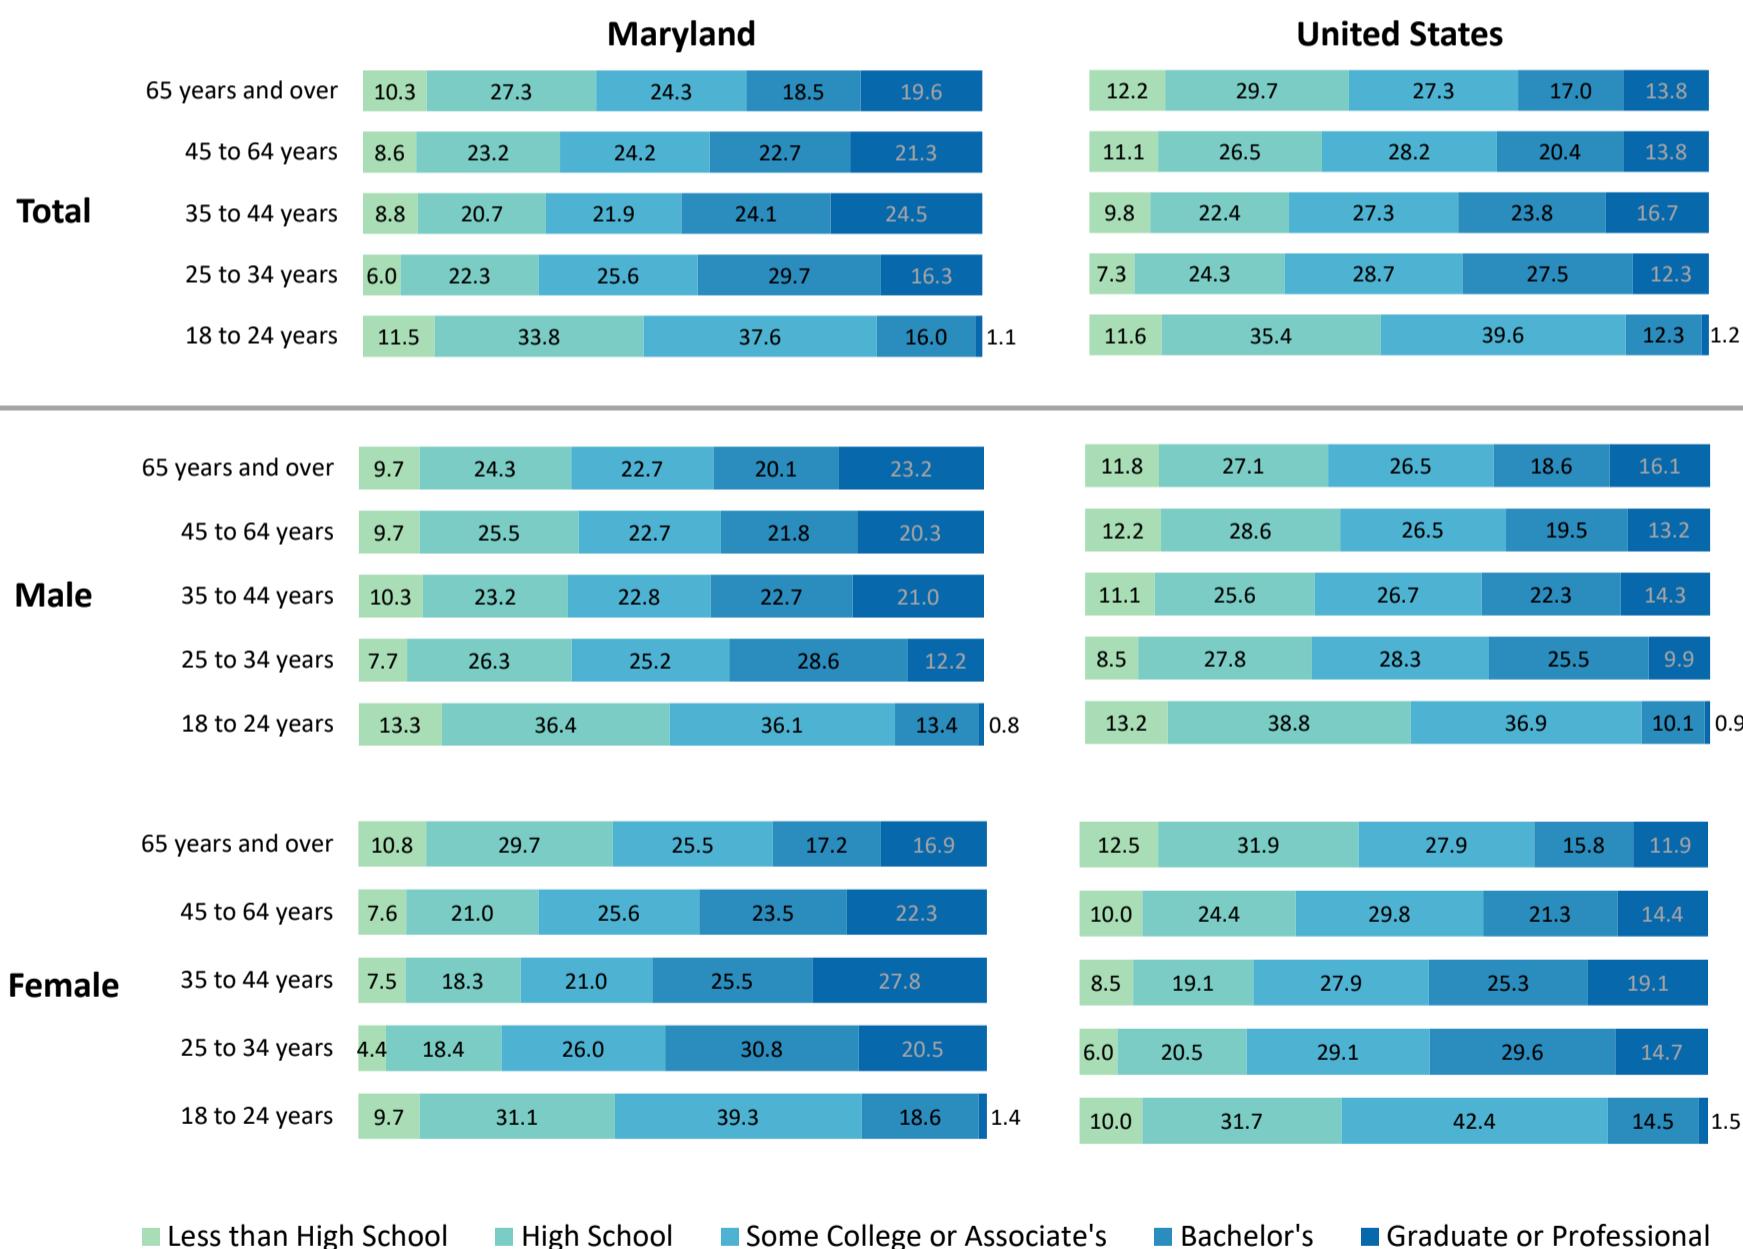 Maryland United States
65 years and over 10.3 27.3 24.3 18.5 19.6 12.2 29.7 27.3 17.0 13.8
45 to 64 years 8.6 23.2 24.2 22.7 21.3 11.1 26.5 28.2 20.4 13.8
Total 35 to 44 years 8.8 20.7 21.9 24.1 24.5 9.8 22.4 27.3 23.8 16.7
25 to 34 years 6.0 22.3 25.6 29.7 16.3 7.3 24.3 28.7 27.5 12.3
18 to 24 years 11.5 33.8 37.6 16.0 1.1 11.6 35.4 39.6 12.3 1.2
65 years and over 9.7 24.3 22.7 20.1 23.2 11.8 27.1 26.5 18.6 16.1
45 to 64 years 9.7 25.5 22.7 21.8 20.3 12.2 28.6 26.5 19.5 13.2
Male 35 to 44 years 10.3 23.2 22.8 22.7 21.0 11.1 25.6 26.7 22.3 14.3
25 to 34 years 7.7 26.3 25.2 28.6 12.2 8.5 27.8 28.3 25.5 9.9
18 to 24 years 13.3 36.4 36.1 13.4 0.8 13.2 38.8 36.9 10.1 0.9
65 years and over 10.8 29.7 25.5 17.2 16.9 12.5 31.9 27.9 15.8 11.9
45 to 64 years 7.6 21.0 25.6 23.5 22.3 10.0 24.4 29.8 21.3 14.4
Female 35 to 44 years 7.5 18.3 21.0 25.5 27.8 8.5 19.1 27.9 25.3 19.1
25 to 34 years 4.4 18.4 26.0 30.8 20.5 6.0 20.5 29.1 29.6 14.7
18 to 24 years 9.7 31.1 39.3 18.6 1.4 10.0 31.7 42.4 14.5 1.5
Less than High School High School Some College or Associate's Bachelor's Graduate or Professional